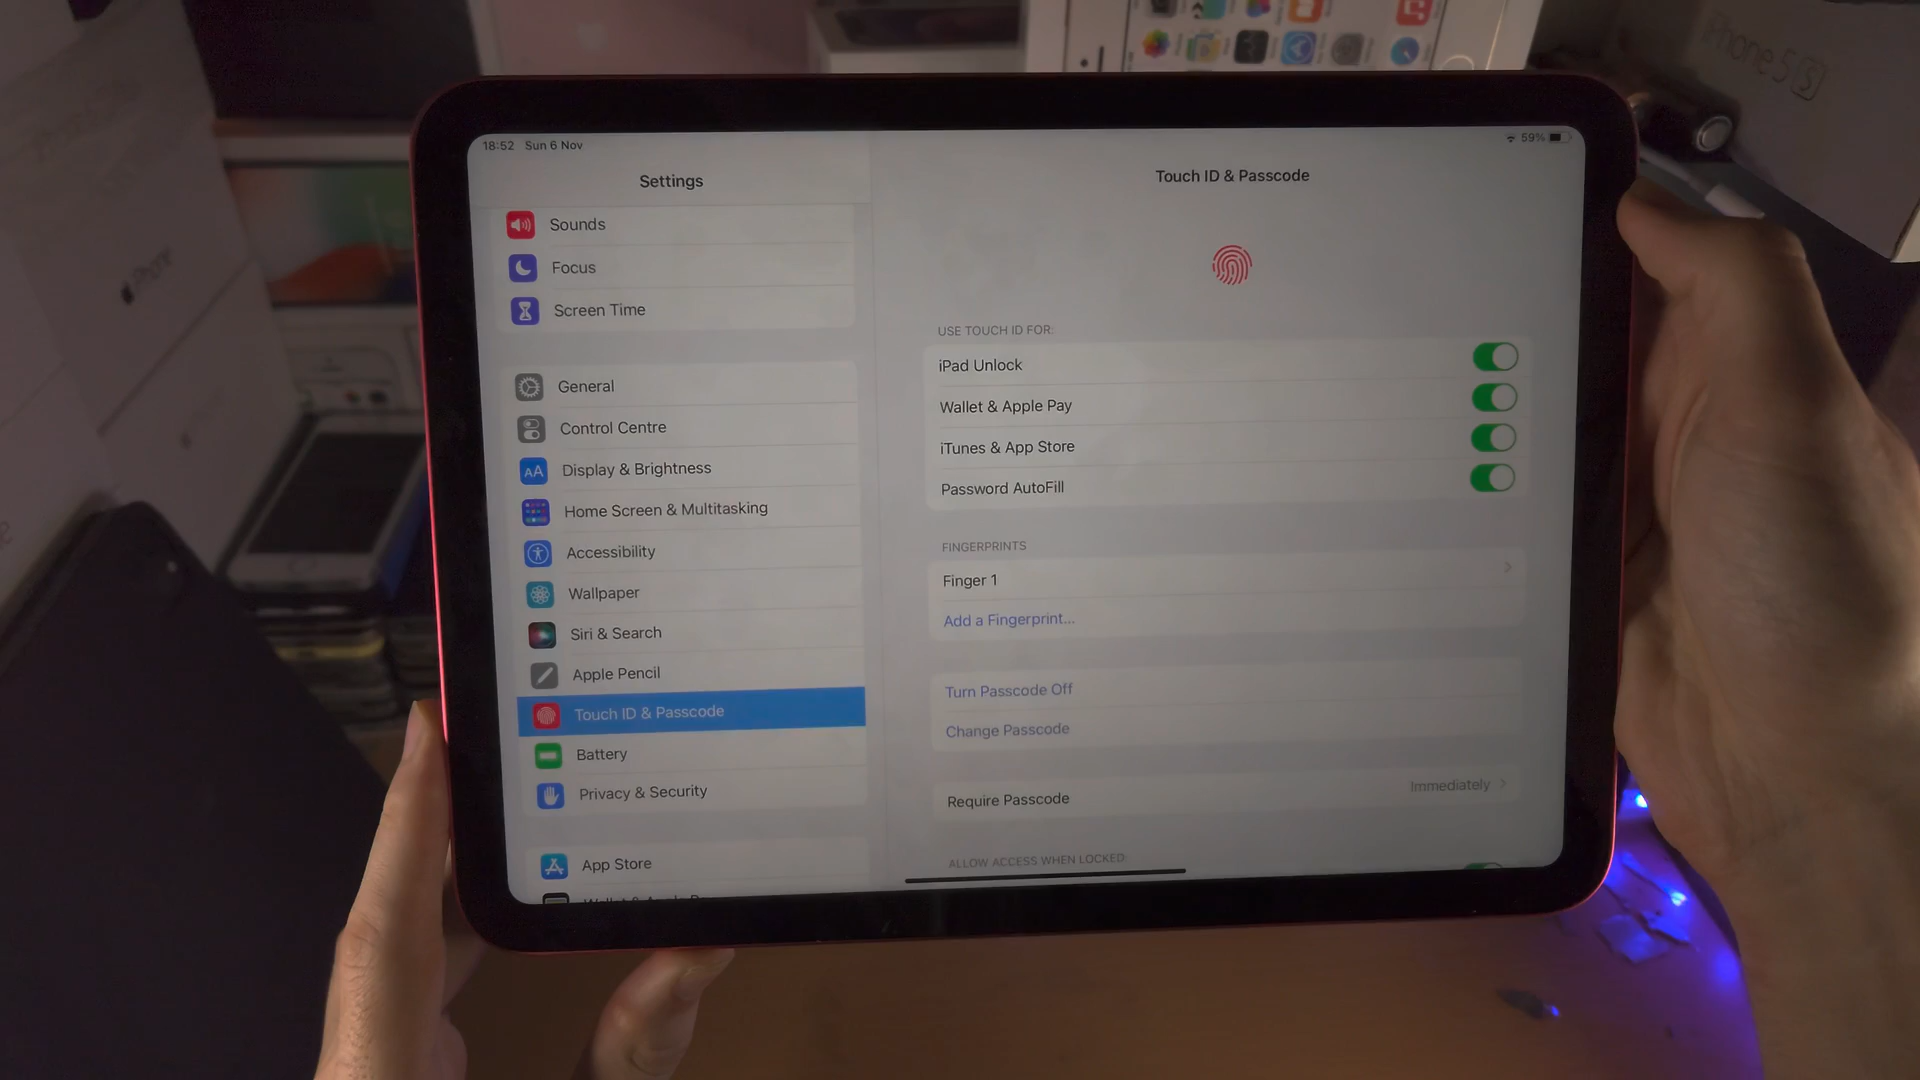 iPhone 5S
iPhone
18:52 Sun 6 Nov
59%
Settings
Sounds
Focus
Screen Time
General
Control Centre
Display & Brightness
Home Screen & Multitasking
Accessibility
Wallpaper
Siri & Search
Apple Pencil
Touch ID & Passcode
Battery
Privacy & Security
App Store
Touch ID & Passcode
USE TOUCH ID FOR:
iPad Unlock
Wallet & Apple Pay
iTunes & App Store
Password AutoFill
FINGERPRINTS
Finger 1
Add a Fingerprint...
Turn Passcode Off
Change Passcode
Require Passcode
Immediately
ALLOW ACCESS WHEN LOCKED: